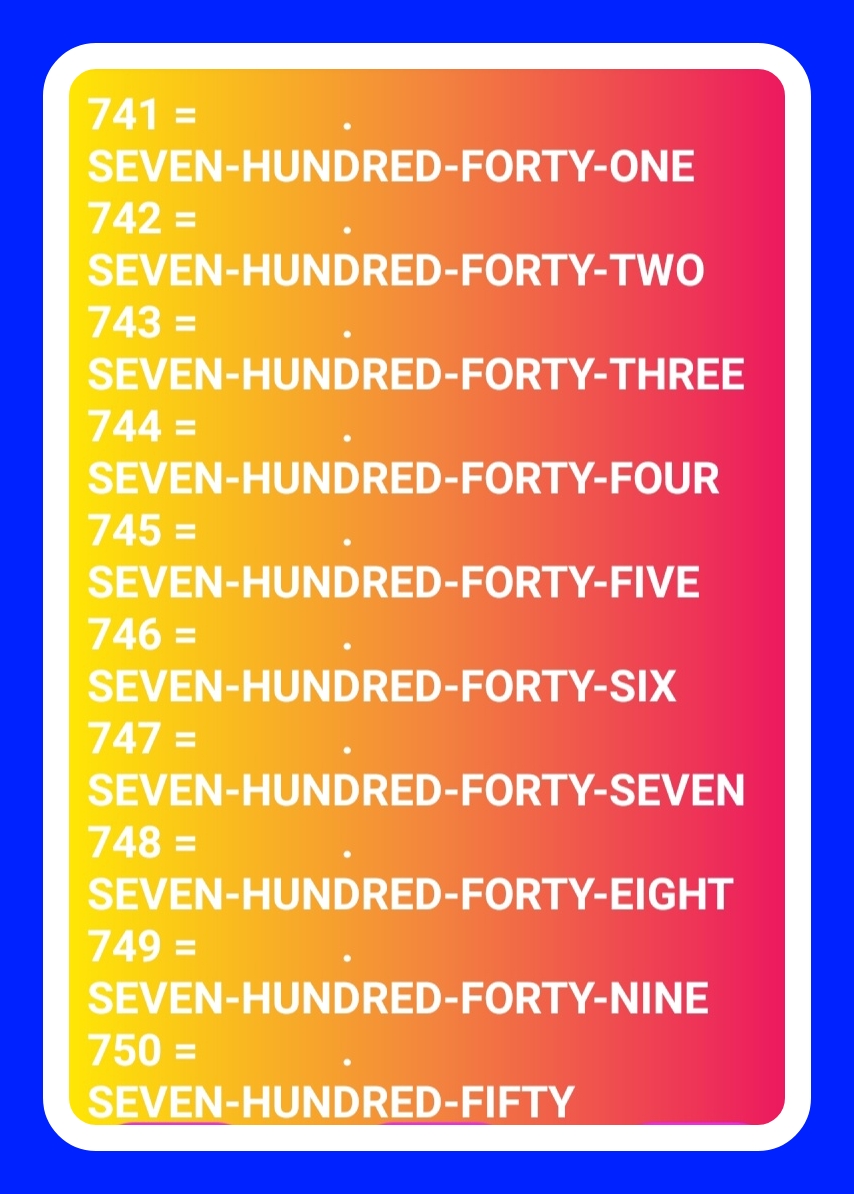 741 = .
SEVEN-HUNDRED-FORTY-ONE
742 = .
SEVEN-HUNDRED-FORTY-TWO
743 = .
SEVEN-HUNDRED-FORTY-THREE
744 = .
SEVEN-HUNDRED-FORTY-FOUR
745 = .
SEVEN-HUNDRED-FORTY-FIVE
746 = .
SEVEN-HUNDRED-FORTY-SIX
747 = .
SEVEN-HUNDRED-FORTY-SEVEN
748 = .
SEVEN-HUNDRED-FORTY-EIGHT
749 = .
SEVEN-HUNDRED-FORTY-NINE
750 = .
SEVEN-HUNDRED-FIFTY